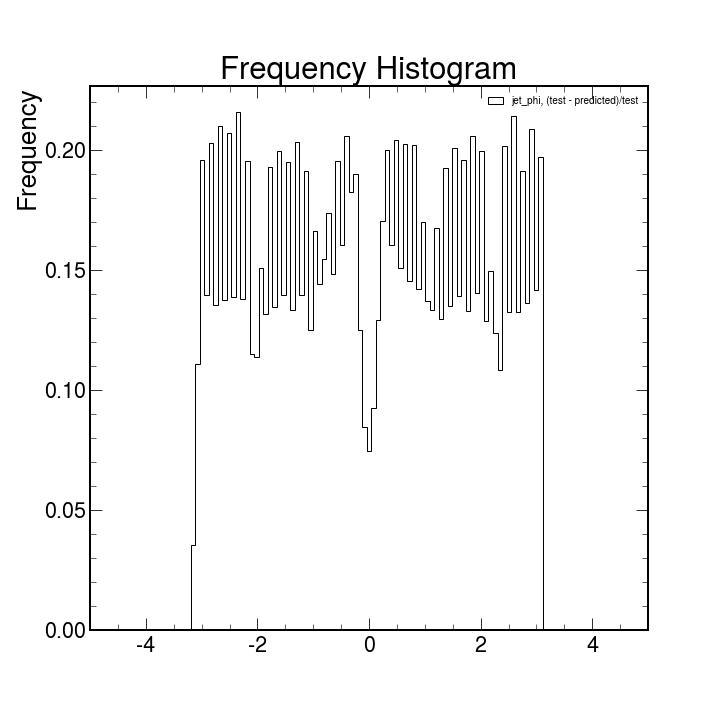 Frequency Histogram
jet_phi, (test - predicted)/test
Frequency
0.20
0.15
0.10
0.05
0.00
-4 -2 0 2 4